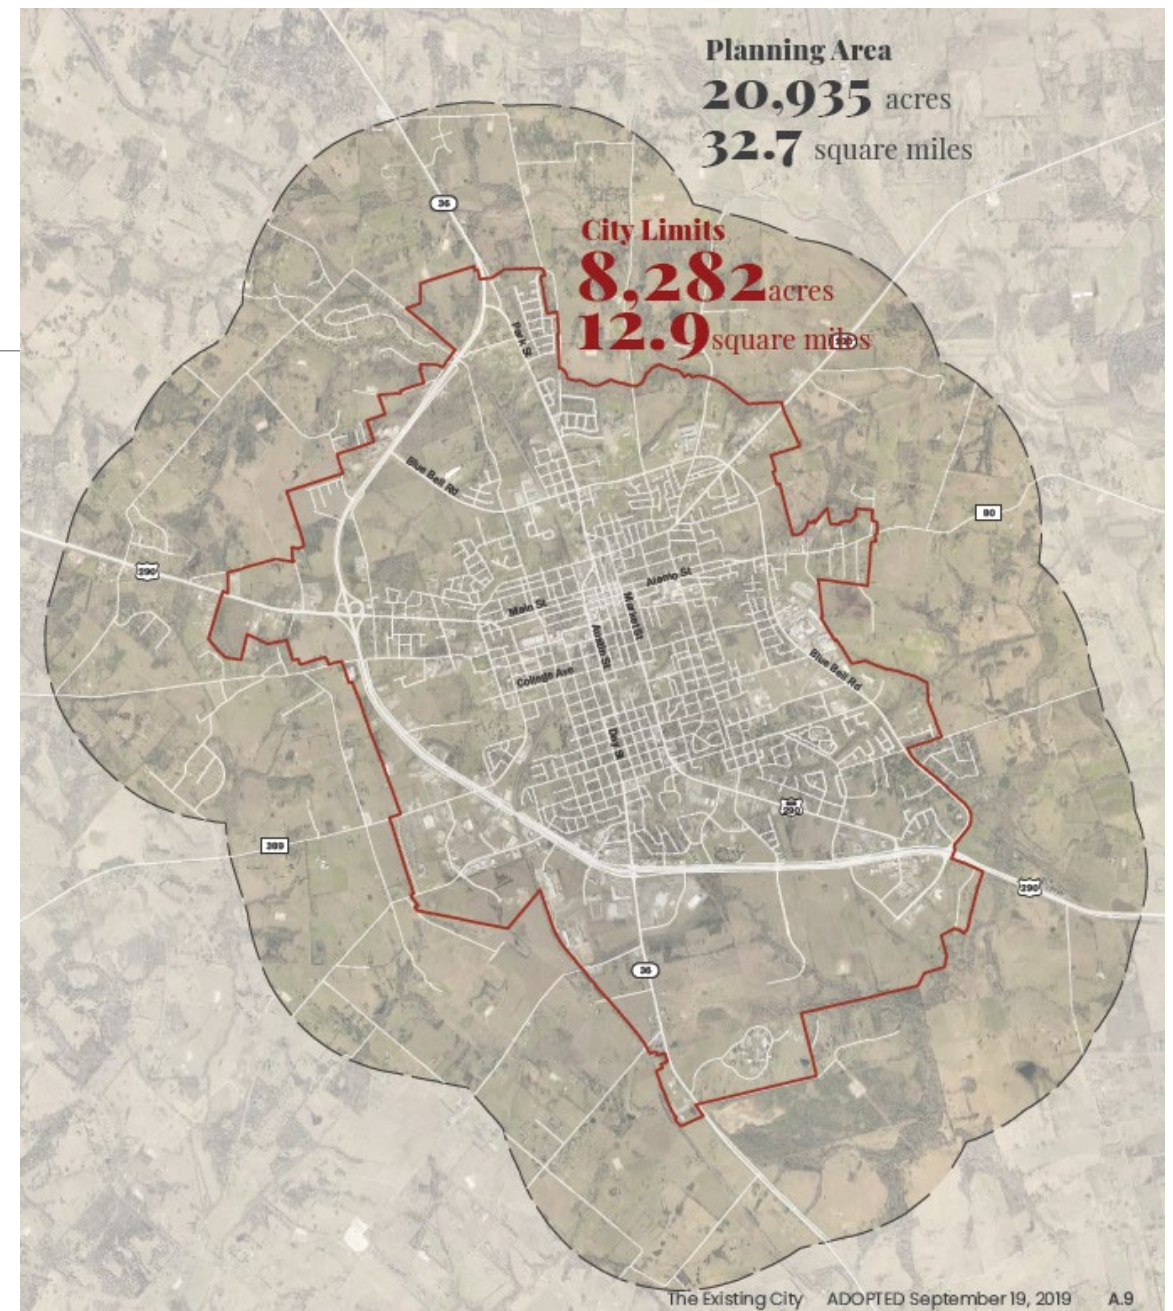 Planning Area
20,935 acres
32.7 square miles
36
City Limits
8,282 acres
12.9 square miles
Park St
Blue Bell Rd
80
290
Alamo St
Main St
Market St
Austin St
College Ave
Blue Bell Rd
Day St
290
389
290
36
The Existing City ADOPTED September 19, 2019 A.9